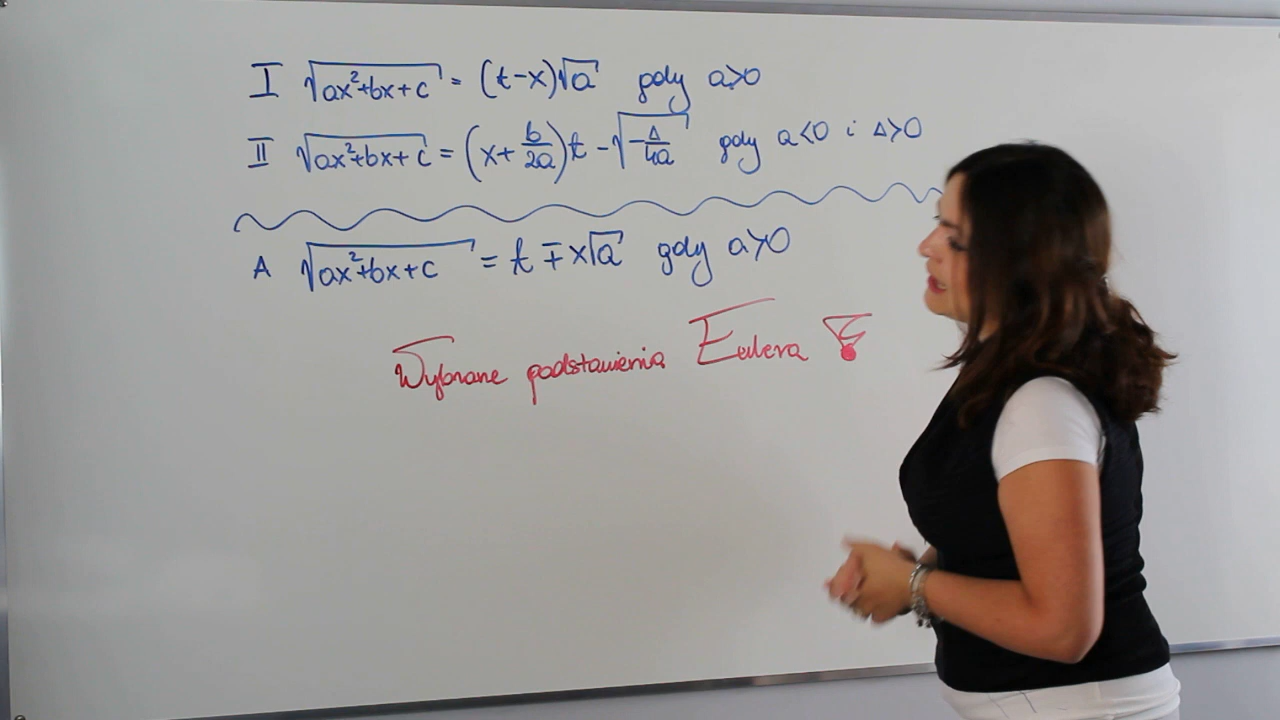 I √(ax²+bx+c) = (t-x)√a gdy a>0
II √(ax²+bx+c) = (x+b/2a)t - √(-Δ/4a) gdy a<0 i Δ>0
A √(ax²+bx+c) = t ∓ x√a gdy a>0
Wybrane podstawienia Eulera !